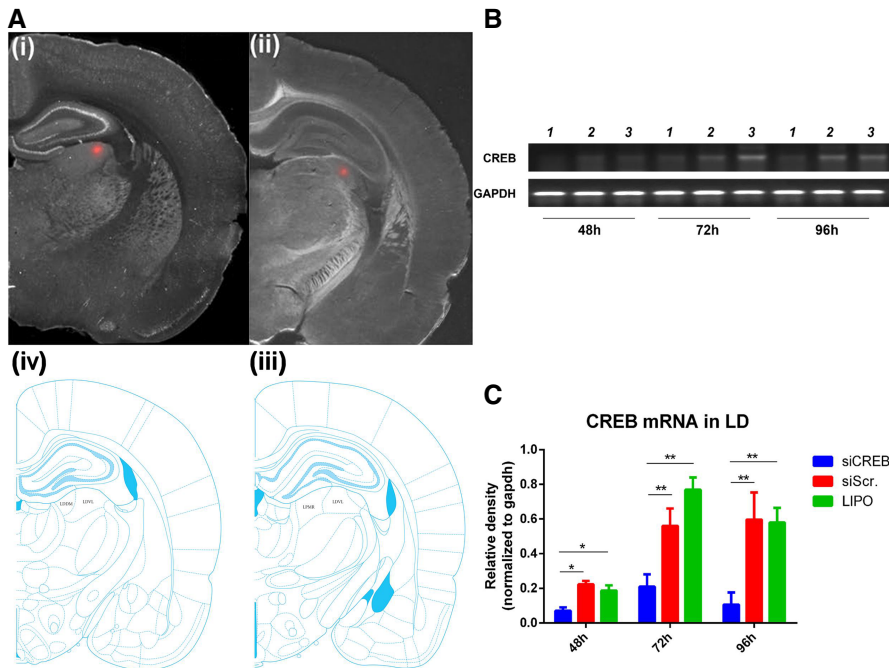 A
(i)
(ii)
(iv)
(iii)
LDDM LDVL
LPMR LDVL
B
1 2 3 1 2 3 1 2 3
CREB
GAPDH
48h 72h 96h
C
CREB mRNA in LD
Relative density
(normalized to gapdh)
1.0
0.8
0.6
0.4
0.2
0.0
* *
** **
** **
48h 72h 96h
siCREB
siScr.
LIPO